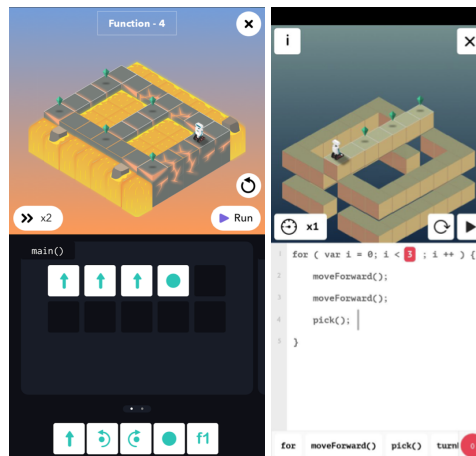 Function - 4
x2
Run
main()
f1
i
x1
1 for ( var i = 0; i < 3 ; i ++ ) {
2 moveForward();
3 moveForward();
4 pick();
5 }
for moveForward() pick() turn